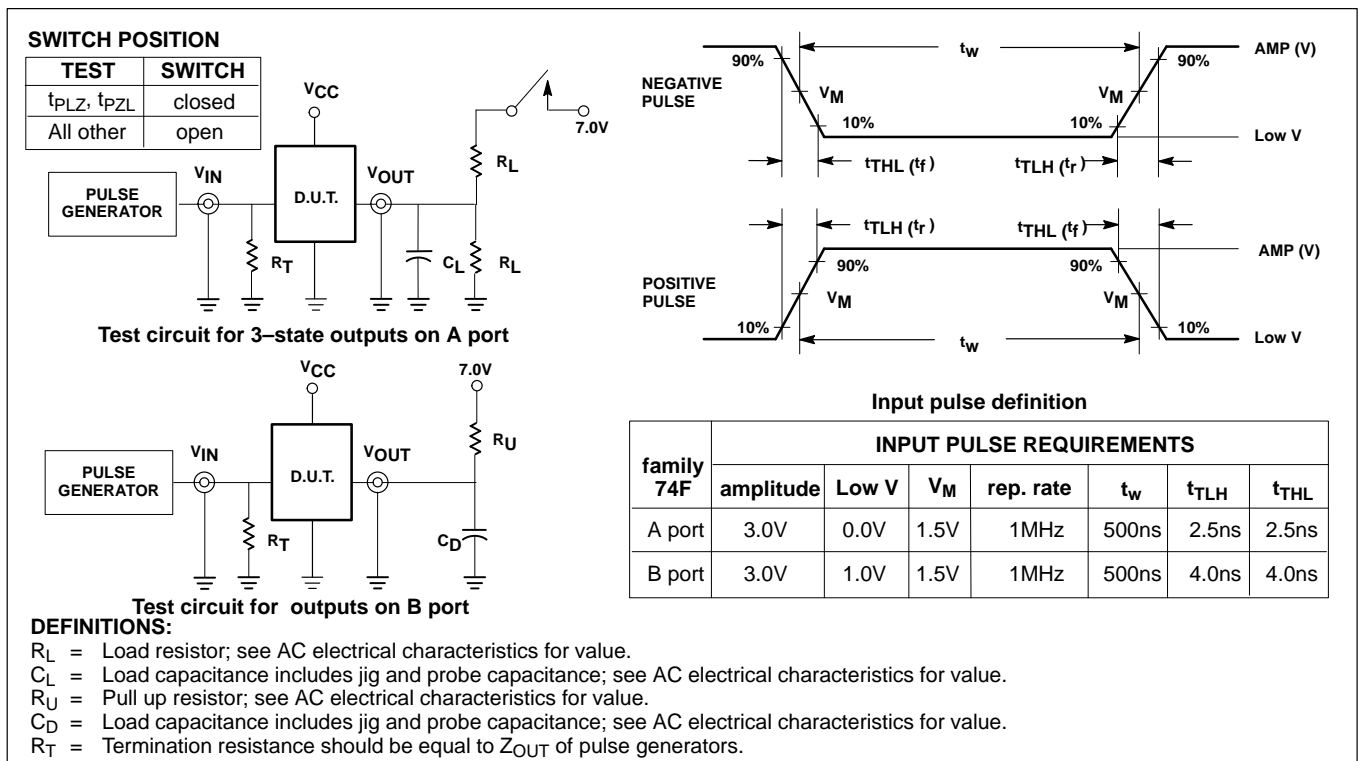 SWITCH POSITION
TEST SWITCH
tPLZ, tPZL closed
All other open
VCC
7.0V
RL
VIN
VOUT
PULSE
GENERATOR
D.U.T.
RT
CL
RL
Test circuit for 3–state outputs on A port
VCC
7.0V
RU
VIN
VOUT
PULSE
GENERATOR
D.U.T.
RT
CD
Test circuit for outputs on B port
NEGATIVE
PULSE
90%
tw
90%
AMP (V)
VM
VM
10%
10%
Low V
tTHL (tf)
tTLH (tr )
tTLH (tr )
tTHL (tf )
AMP (V)
POSITIVE
PULSE
90%
90%
VM
VM
10%
10%
tw
Low V
Input pulse definition
family
74F
INPUT PULSE REQUIREMENTS
amplitude Low V VM rep. rate tw tTLH tTHL
A port 3.0V 0.0V 1.5V 1MHz 500ns 2.5ns 2.5ns
B port 3.0V 1.0V 1.5V 1MHz 500ns 4.0ns 4.0ns
DEFINITIONS:
RL = Load resistor; see AC electrical characteristics for value.
CL = Load capacitance includes jig and probe capacitance; see AC electrical characteristics for value.
RU = Pull up resistor; see AC electrical characteristics for value.
CD = Load capacitance includes jig and probe capacitance; see AC electrical characteristics for value.
RT = Termination resistance should be equal to ZOUT of pulse generators.